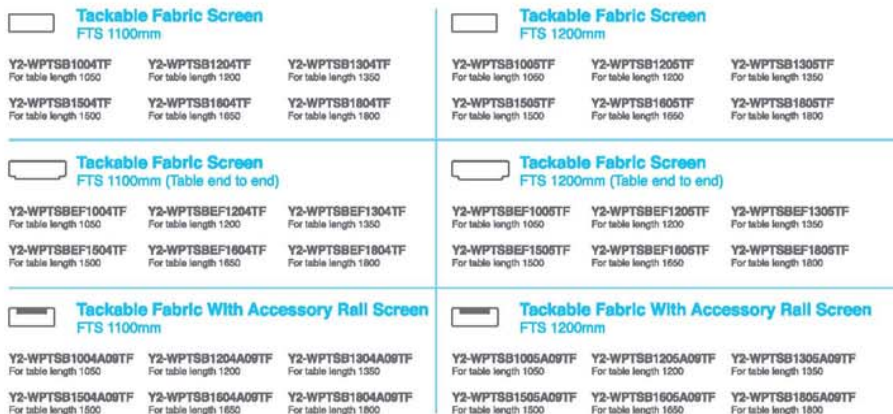 Tackable Fabric Screen
FTS 1100mm
Y2-WPTSB1004TF Y2-WPTSB1204TF Y2-WPTSB1304TF
For table length 1050 For table length 1200 For table length 1350
Y2-WPTSB1504TF Y2-WPTSB1604TF Y2-WPTSB1804TF
For table length 1500 For table length 1650 For table length 1800
Tackable Fabric Screen
FTS 1200mm
Y2-WPTSB1005TF Y2-WPTSB1205TF Y2-WPTSB1305TF
For table length 1050 For table length 1200 For table length 1350
Y2-WPTSB1505TF Y2-WPTSB1605TF Y2-WPTSB1805TF
For table length 1500 For table length 1650 For table length 1800
Tackable Fabric Screen
FTS 1100mm (Table end to end)
Y2-WPTSBEF1004TF Y2-WPTSBEF1204TF Y2-WPTSBEF1304TF
For table length 1050 For table length 1200 For table length 1350
Y2-WPTSBEF1504TF Y2-WPTSBEF1604TF Y2-WPTSBEF1804TF
For table length 1500 For table length 1650 For table length 1800
Tackable Fabric Screen
FTS 1200mm (Table end to end)
Y2-WPTSBEF1005TF Y2-WPTSBEF1205TF Y2-WPTSBEF1305TF
For table length 1050 For table length 1200 For table length 1350
Y2-WPTSBEF1505TF Y2-WPTSBEF1605TF Y2-WPTSBEF1805TF
For table length 1500 For table length 1650 For table length 1800
Tackable Fabric With Accessory Rail Screen
FTS 1100mm
Y2-WPTSB1004A09TF Y2-WPTSB1204A09TF Y2-WPTSB1304A09TF
For table length 1050 For table length 1200 For table length 1350
Y2-WPTSB1504A09TF Y2-WPTSB1604A09TF Y2-WPTSB1804A09TF
For table length 1500 For table length 1650 For table length 1800
Tackable Fabric With Accessory Rail Screen
FTS 1200mm
Y2-WPTSB1005A09TF Y2-WPTSB1205A09TF Y2-WPTSB1305A09TF
For table length 1050 For table length 1200 For table length 1350
Y2-WPTSB1505A09TF Y2-WPTSB1605A09TF Y2-WPTSB1805A09TF
For table length 1500 For table length 1650 For table length 1800